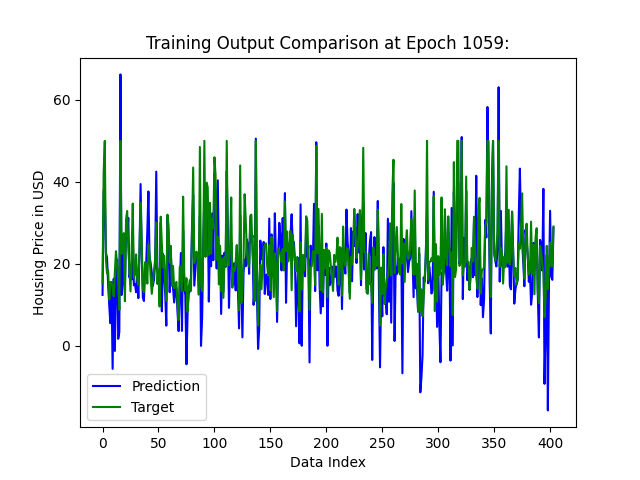 Training Output Comparison at Epoch 1059:
Housing Price in USD
60
40
20
0
Prediction
Target
0 50 100 150 200 250 300 350 400
Data Index